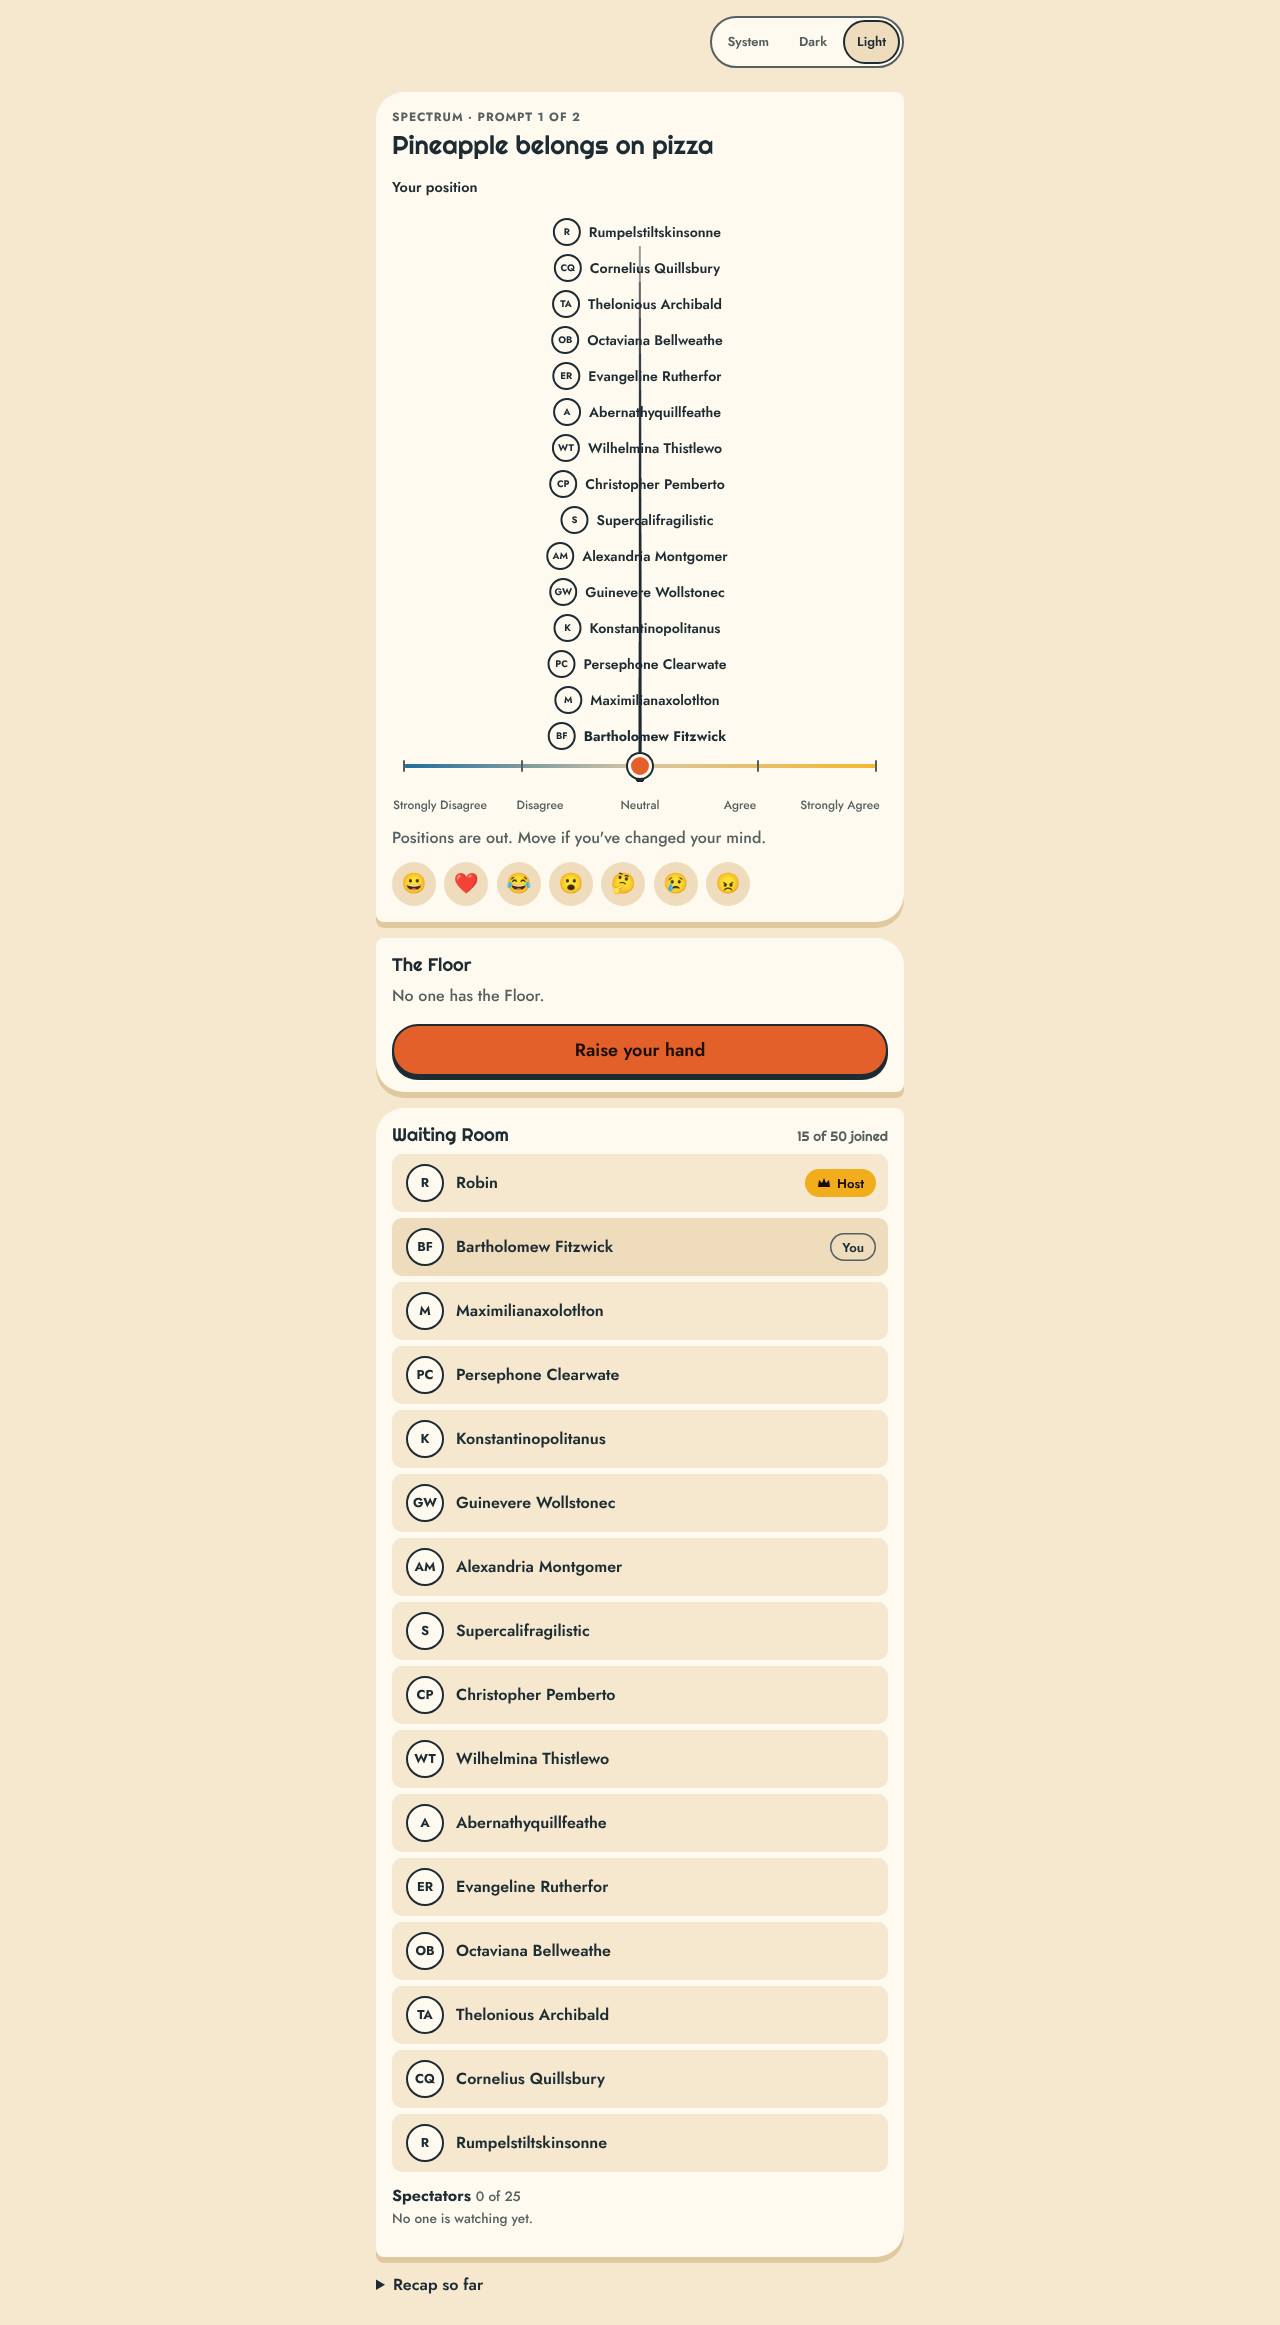 System Dark Light
SPECTRUM · PROMPT 1 OF 2
Pineapple belongs on pizza
Your position
R Rumpelstiltskinsonne
CQ Cornelius Quillsbury
TA Thelonious Archibald
OB Octaviana Bellweathe
ER Evangeline Rutherfor
A Abernathyquillfeathe
WT Wilhelmina Thistlewo
CP Christopher Pemberto
S Supercalifragilistic
AM Alexandria Montgomer
GW Guinevere Wollstonec
K Konstantinopolitanus
PC Persephone Clearwate
M Maximilianaxolotlton
BF Bartholomew Fitzwick
Strongly Disagree Disagree Neutral Agree Strongly Agree
Positions are out. Move if you've changed your mind.
The Floor
No one has the Floor.
Raise your hand
Waiting Room 15 of 50 joined
R Robin Host
BF Bartholomew Fitzwick You
M Maximilianaxolotlton
PC Persephone Clearwate
K Konstantinopolitanus
GW Guinevere Wollstonec
AM Alexandria Montgomer
S Supercalifragilistic
CP Christopher Pemberto
WT Wilhelmina Thistlewo
A Abernathyquillfeathe
ER Evangeline Rutherfor
OB Octaviana Bellweathe
TA Thelonious Archibald
CQ Cornelius Quillsbury
R Rumpelstiltskinsonne
Spectators 0 of 25
No one is watching yet.
Recap so far